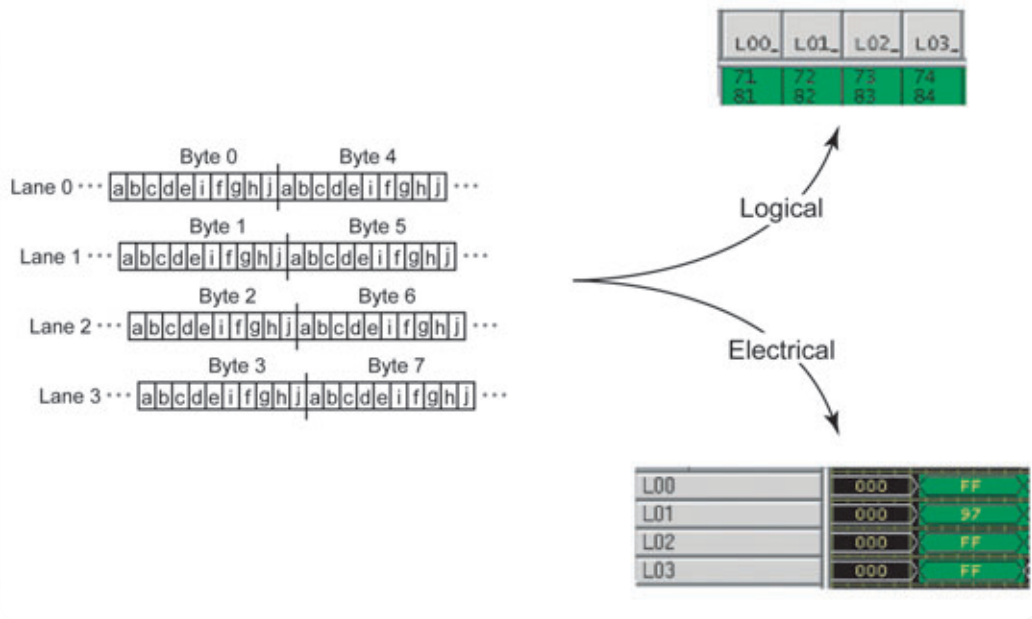 L00_ L01_ L02_ L03_
71 72 73 74
81 82 83 84
Byte 0 Byte 4
Lane 0 ··· a b c d e i f g h j a b c d e i f g h j ···
Byte 1 Byte 5
Lane 1 ··· a b c d e i f g h j a b c d e i f g h j ···
Byte 2 Byte 6
Lane 2 ··· a b c d e i f g h j a b c d e i f g h j ···
Byte 3 Byte 7
Lane 3 ··· a b c d e i f g h j a b c d e i f g h j ···
Logical
Electrical
L00 000 FF
L01 000 97
L02 000 FF
L03 000 FF